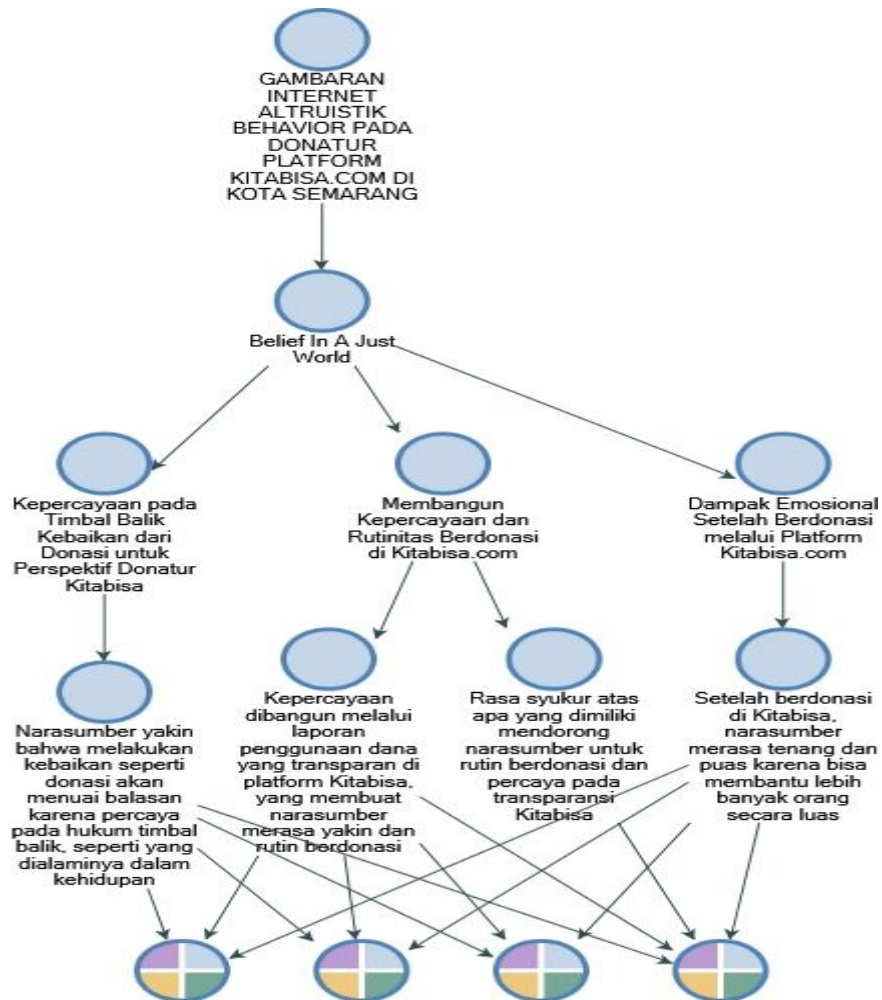 GAMBARAN
INTERNET
ALTRUISTIK
BEHAVIOR PADA
DONATUR
PLATFORM
KITABISA.COM DI
KOTA SEMARANG
Belief In A Just
World
Kepercayaan pada
Timbal Balik
Kebaikan dari
Donasi untuk
Perspektif Donatur
Kitabisa
Membangun
Kepercayaan dan
Rutinitas Berdonasi
di Kitabisa.com
Dampak Emosional
Setelah Berdonasi
melalui Platform
Kitabisa.com
Narasumber yakin
bahwa melakukan
kebaikan seperti
donasi akan
menuai balasan
karena percaya
pada hukum timbal
balik, seperti yang
dialaminya dalam
kehidupan
Kepercayaan
dibangun melalui
laporan
penggunaan dana
yang transparan di
platform Kitabisa,
yang membuat
narasumber
merasa yakin dan
rutin berdonasi
Rasa syukur atas
apa yang dimiliki
mendorong
narasumber untuk
rutin berdonasi dan
percaya pada
transparansi
Kitabisa
Setelah berdonasi
di Kitabisa,
narasumber
merasa tenang dan
puas karena bisa
membantu lebih
banyak orang
secara luas